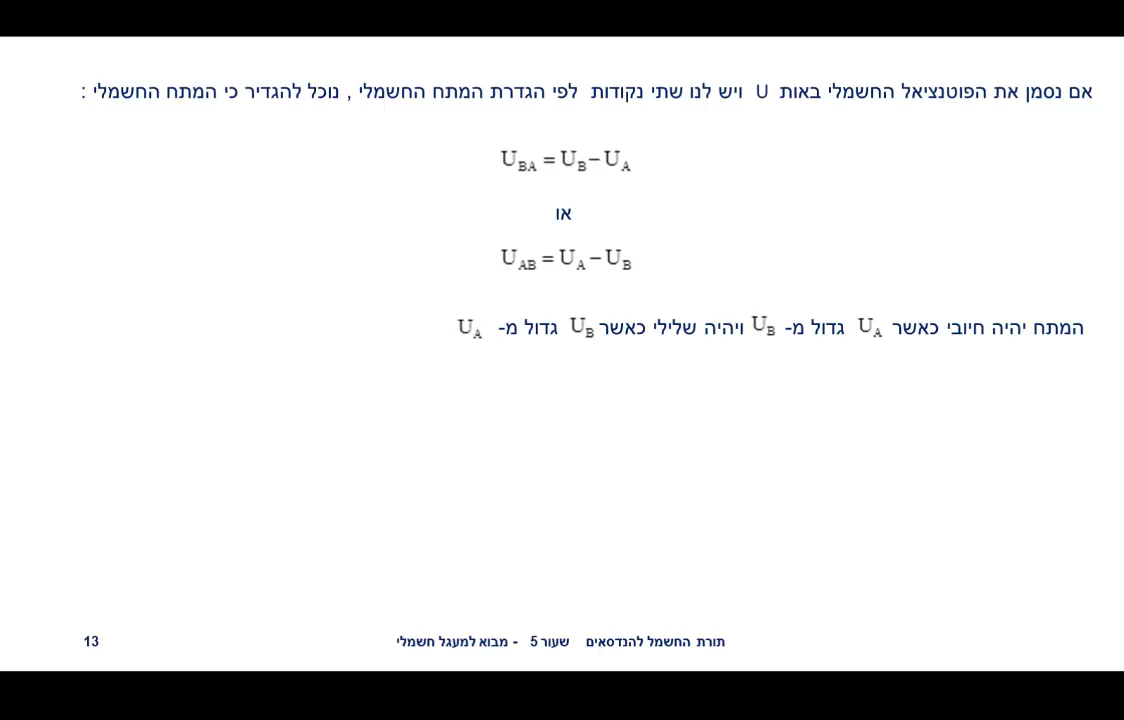 אם נסמן את הפוטנציאל החשמלי באות U ויש לנו שתי נקודות לפי הגדרת המתח החשמלי , נוכל להגדיר כי המתח החשמלי :
U_BA = U_B − U_A
או
U_AB = U_A − U_B
המתח יהיה חיובי כאשר U_A גדול מ- U_B ויהיה שלילי כאשר U_B גדול מ- U_A
תורת החשמל להנדסאים שעור 5 - מבוא למעגל חשמלי 13